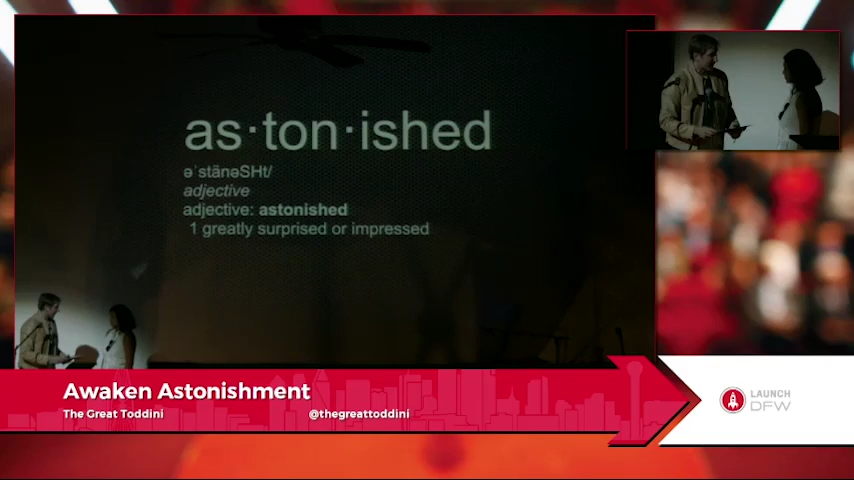 as·ton·ished
əˈstänəSHt/
adjective
adjective: astonished
1 greatly surprised or impressed
Awaken Astonishment
The Great Toddini @thegreattoddini
LAUNCH
DFW